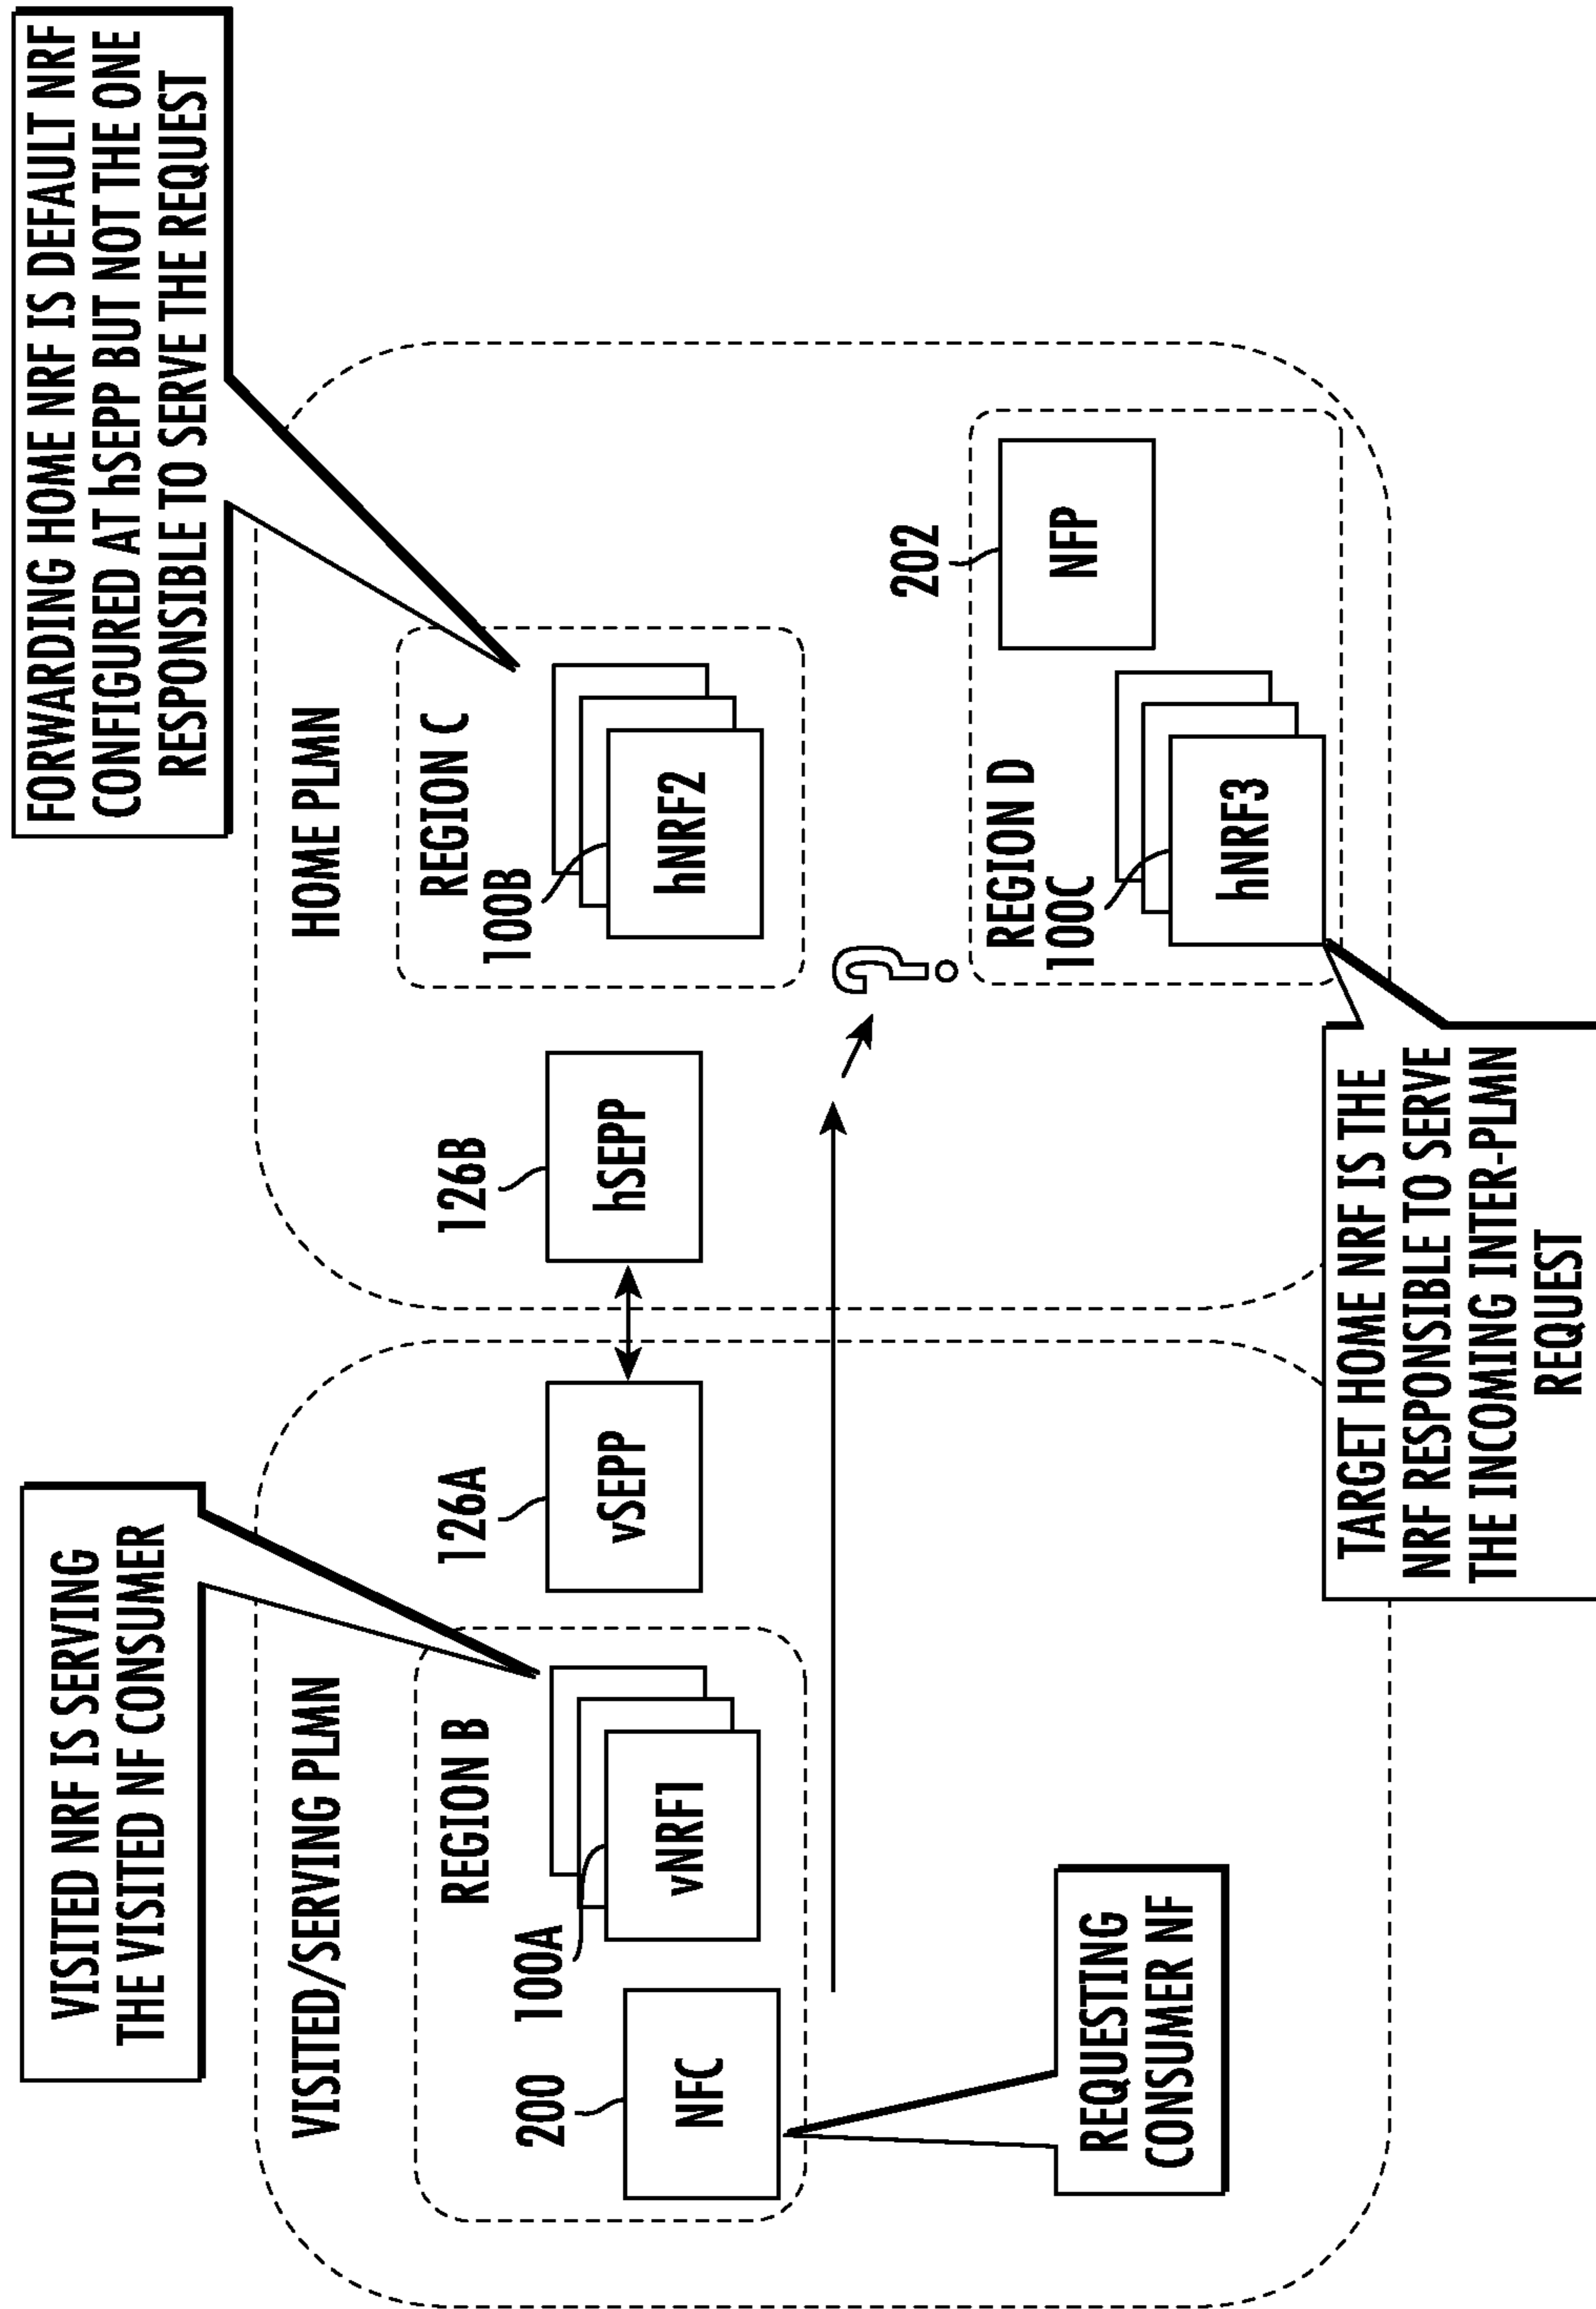 VISITED NRF IS SERVING
THE VISITED NF CONSUMER
FORWARDING HOME NRF IS DEFAULT NRF
CONFIGURED AT hSEPP BUT NOT THE ONE
RESPONSIBLE TO SERVE THE REQUEST
VISITED/SERVING PLMN
HOME PLMN
REGION B
126A
126B
REGION C
200
100A
100B
NFC
vNRF1
vSEPP
hSEPP
hNRF2
?
202
REGION D
100C
NFP
hNRF3
REQUESTING
CONSUMER NF
TARGET HOME NRF IS THE
NRF RESPONSIBLE TO SERVE
THE INCOMING INTER-PLMN
REQUEST